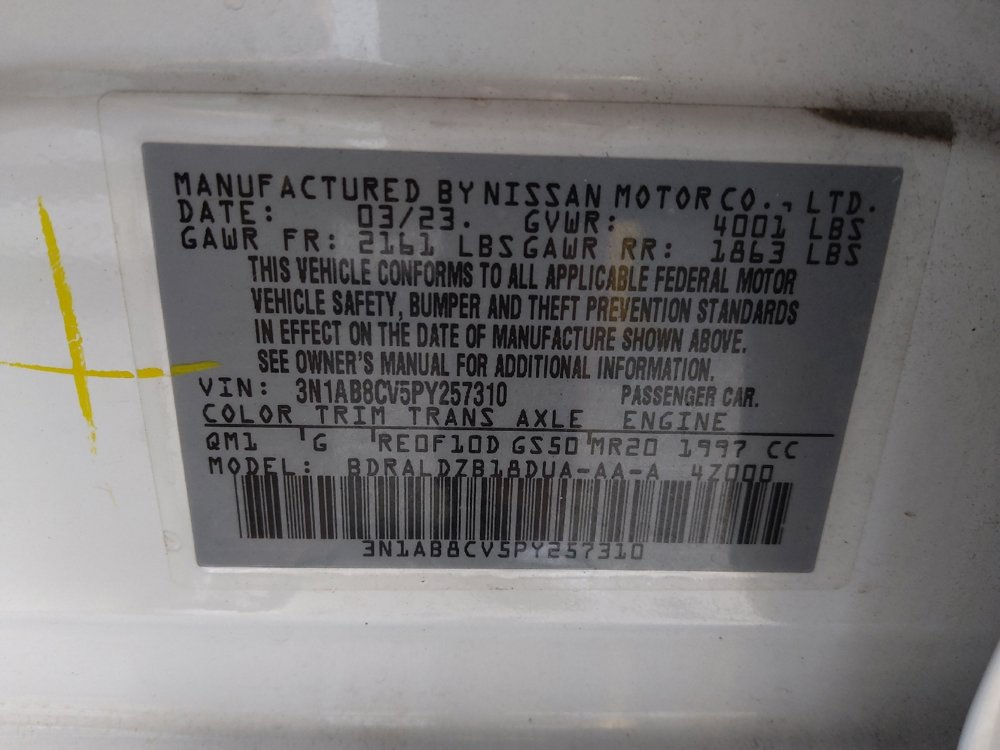 MANUFACTURED BY NISSAN MOTOR CO., LTD.
DATE: 03/23. GVWR: 4001 LBS
GAWR FR: 2161 LBS GAWR RR: 1863 LBS
THIS VEHICLE CONFORMS TO ALL APPLICABLE FEDERAL MOTOR
VEHICLE SAFETY, BUMPER AND THEFT PREVENTION STANDARDS
IN EFFECT ON THE DATE OF MANUFACTURE SHOWN ABOVE.
SEE OWNER'S MANUAL FOR ADDITIONAL INFORMATION.
VIN: 3N1AB8CV5PY257310 PASSENGER CAR.
COLOR TRIM TRANS AXLE ENGINE
QM1 G RE0F10D GS50 MR20 1997 CC
MODEL: BDRALDZB18DUA-AA-A 4Z000
3N1AB8CV5PY257310